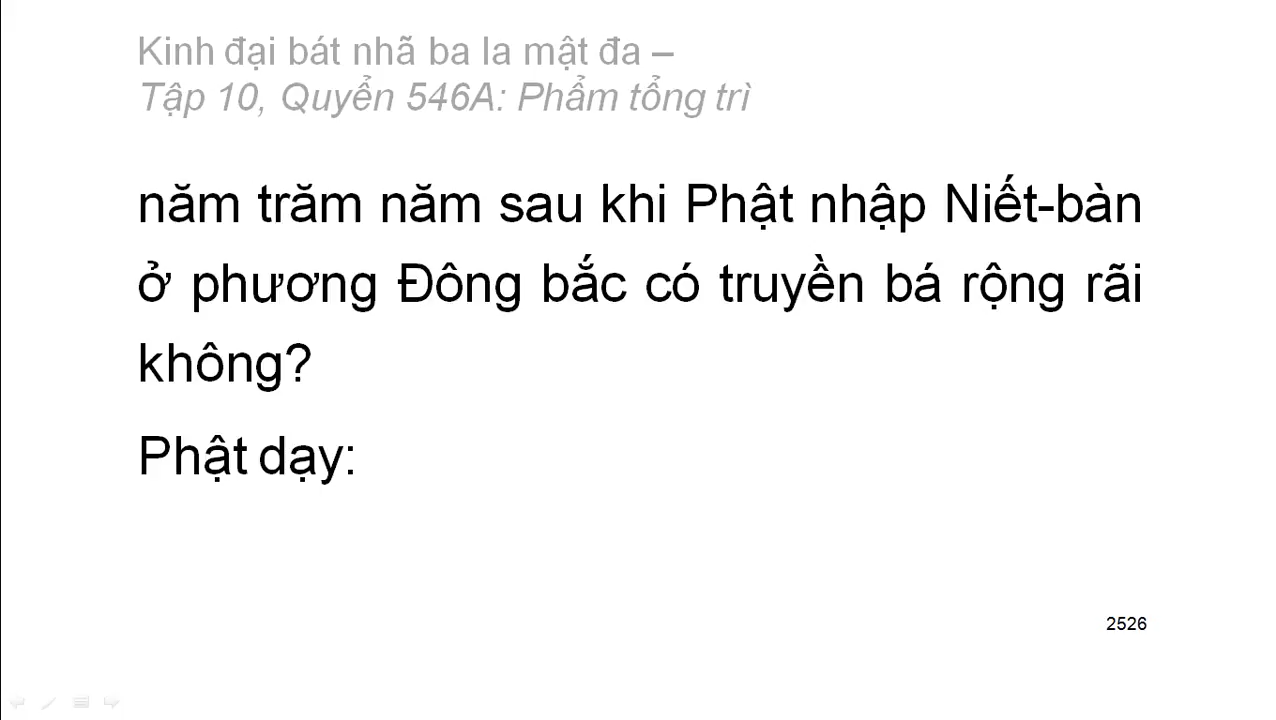 Kinh đại bát nhã ba la mật đa –
Tập 10, Quyển 546A: Phẩm tổng trì
năm trăm năm sau khi Phật nhập Niết-bàn
ở phương Đông bắc có truyền bá rộng rãi
không?
Phật dạy:
2526